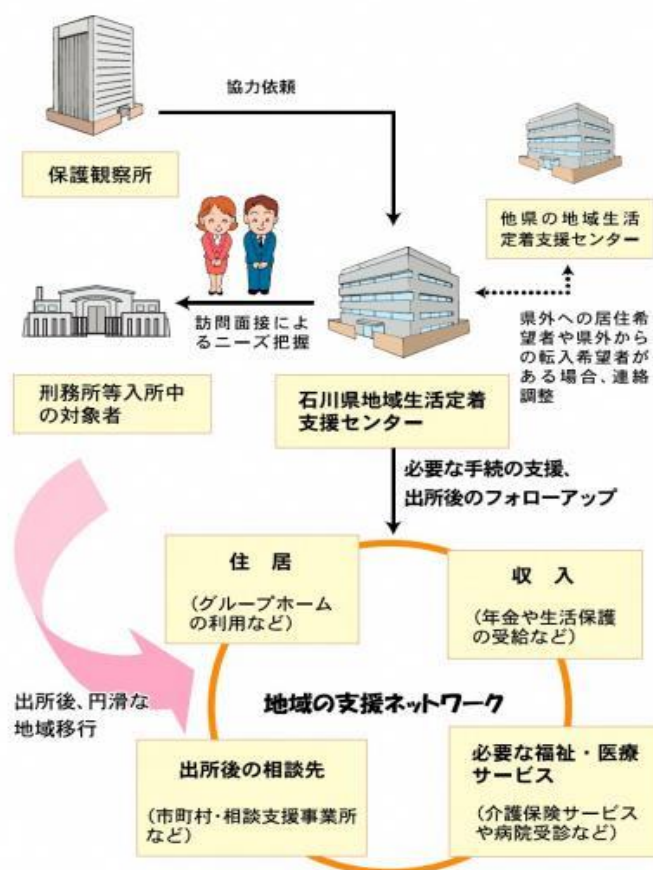 協力依頼
保護観察所
他県の地域生活
定着支援センター
訪問面接によ
るニーズ把握
県外への居住希
望者や県外から
の転入希望者が
ある場合、連絡
調整
刑務所等入所中
の対象者
石川県地域生活定着
支援センター
必要な手続の支援、
出所後のフォローアップ
住 居
(グループホーム
の利用など)
収 入
(年金や生活保護
の受給など)
出所後、円滑な
地域移行
地域の支援ネットワーク
出所後の相談先
(市町村・相談支援事業所
など)
必要な福祉・医療
サービス
(介護保険サービス
や病院受診など)